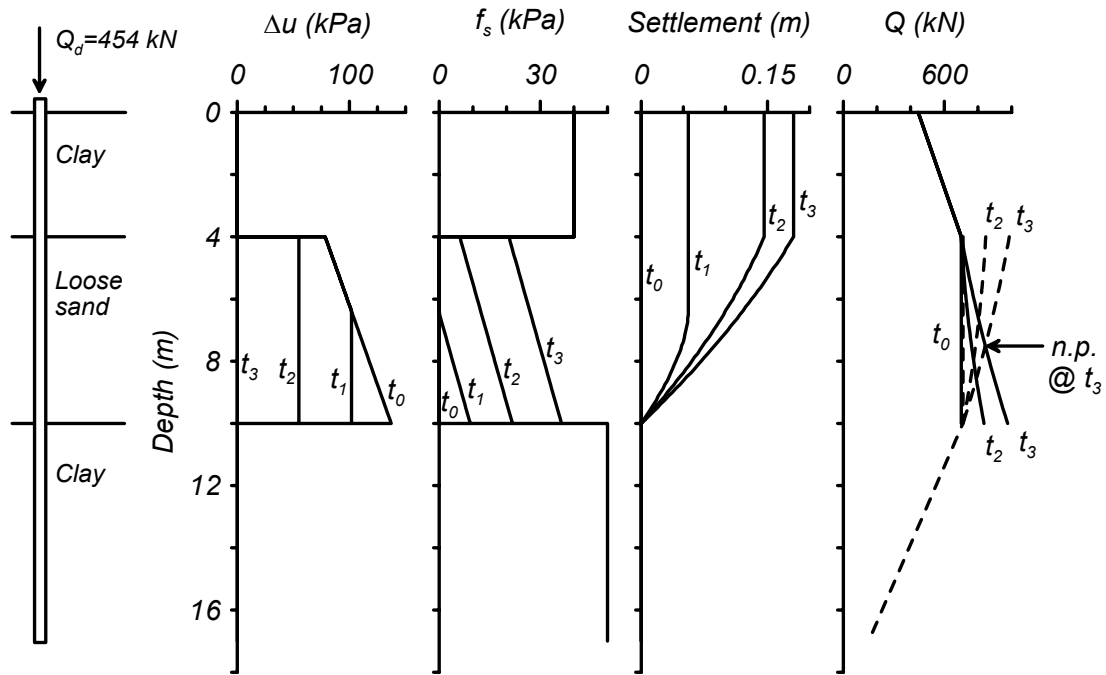 Q_d=454 kN
Δu (kPa)
f_s (kPa)
Settlement (m)
Q (kN)
0 100
0 30
0 0.15
0 600
Depth (m)
0
4
8
12
16
Clay
Loose
sand
Clay
t_3 t_2 t_1 t_0
t_0 t_1 t_2 t_3
t_0 t_1 t_2 t_3
t_2 t_3
t_0
t_2 t_3
n.p.
@ t_3